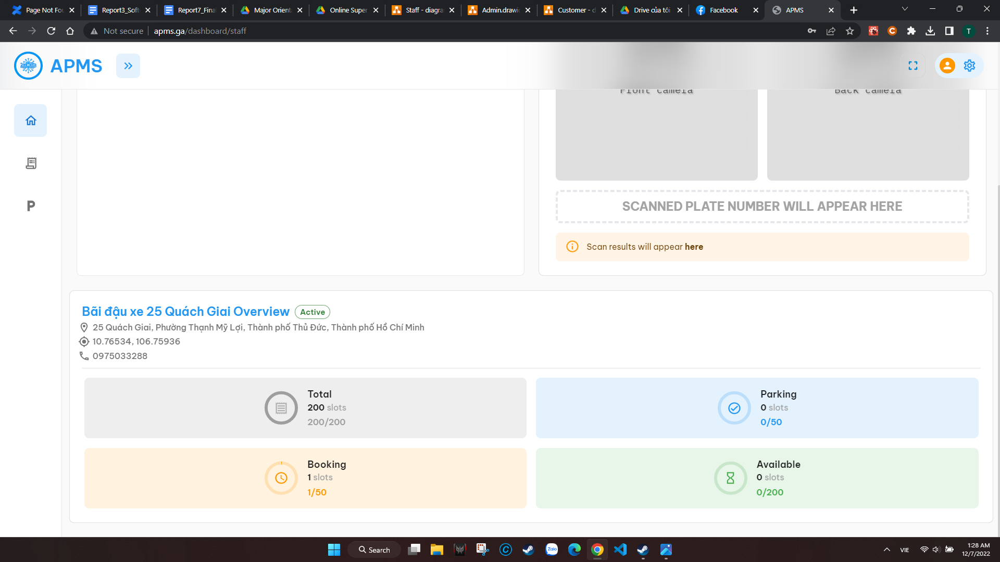 Page Not Fou
Report3_Soft
Report7_Final
Major Orienta
Online Super
Staff - diagra
Admin.drawio
Customer - d
Drive của tôi
Facebook
APMS
Not secure
apms.ga/dashboard/staff
T
APMS
Front camera
Back camera
SCANNED PLATE NUMBER WILL APPEAR HERE
Scan results will appear here
P
Bãi đậu xe 25 Quách Giai Overview
Active
25 Quách Giai, Phường Thạnh Mỹ Lợi, Thành phố Thủ Đức, Thành phố Hồ Chí Minh
10.76534, 106.75936
0975033288
Total
200 slots
200/200
Parking
0 slots
0/50
Booking
1 slots
1/50
Available
0 slots
0/200
Search
Zalo
VIE
1:28 AM
12/7/2022